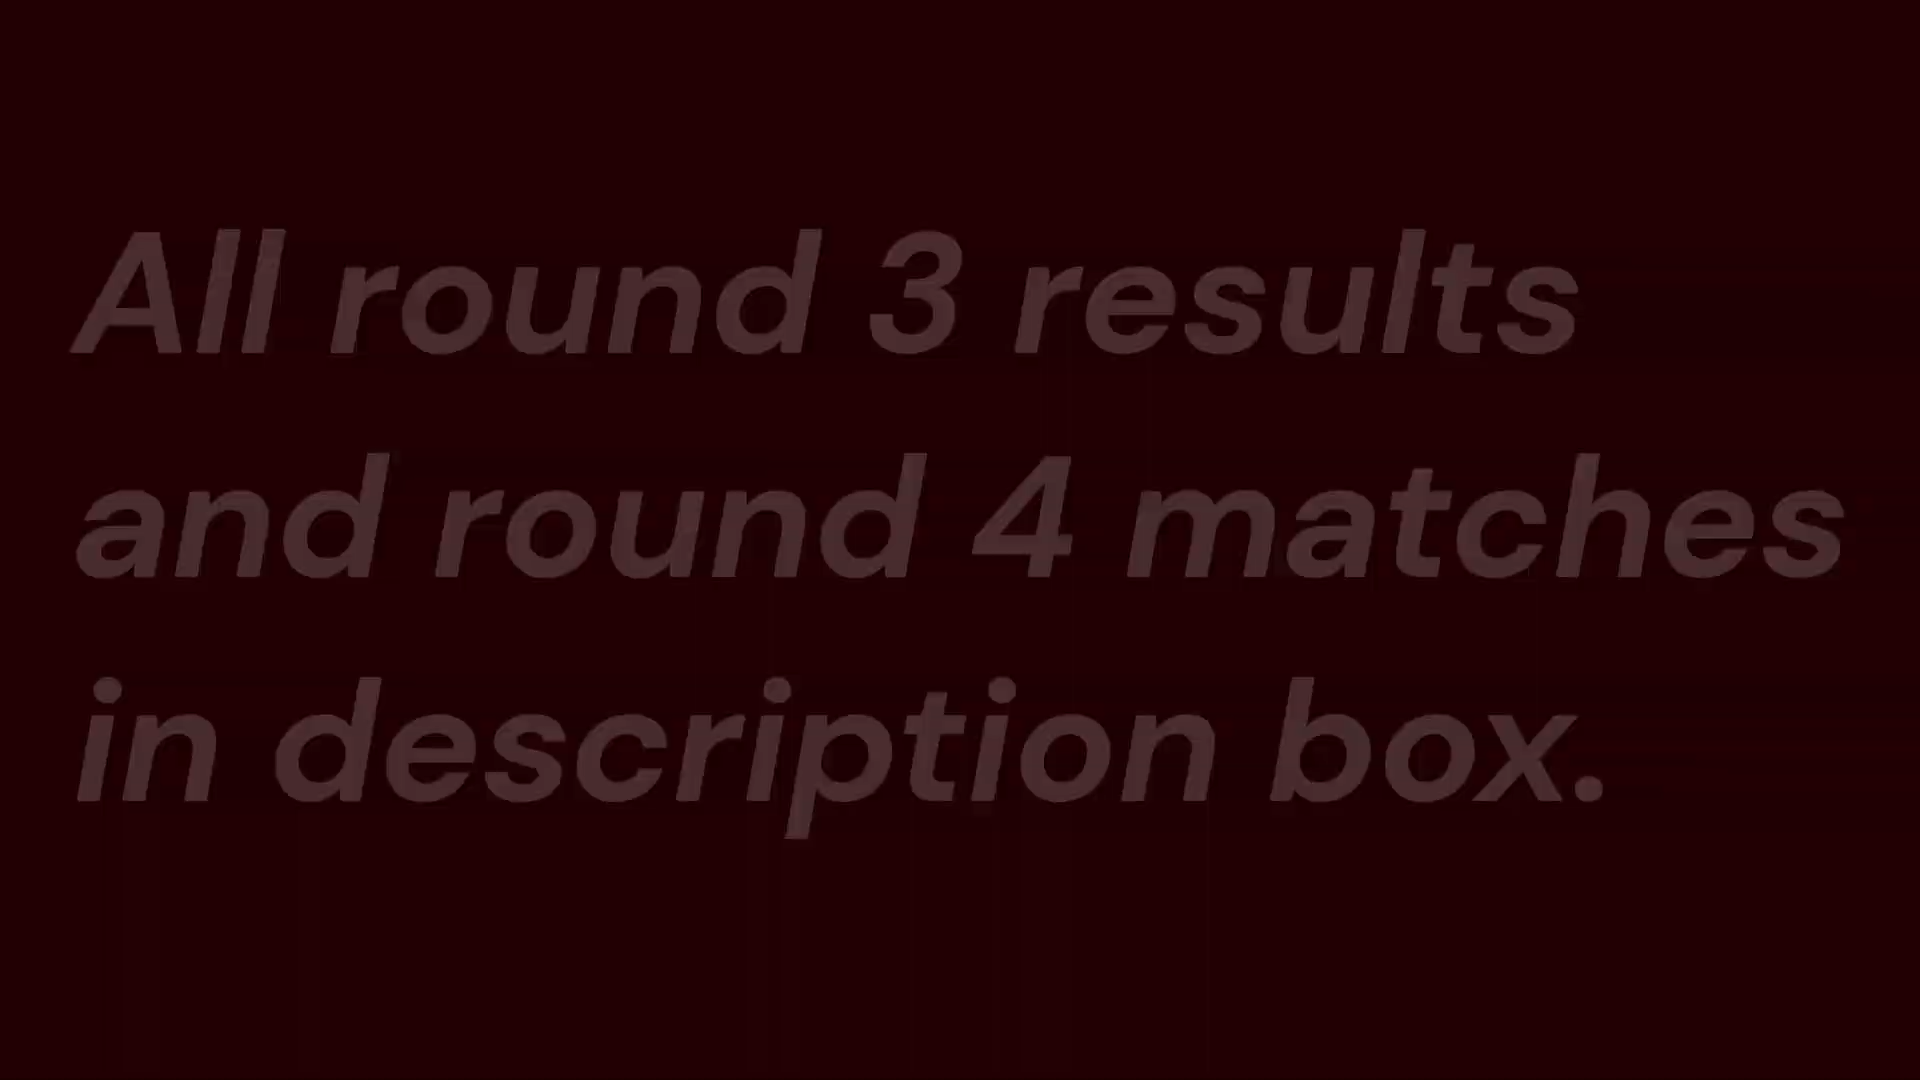 All round 3 results
and round 4 matches
in description box.